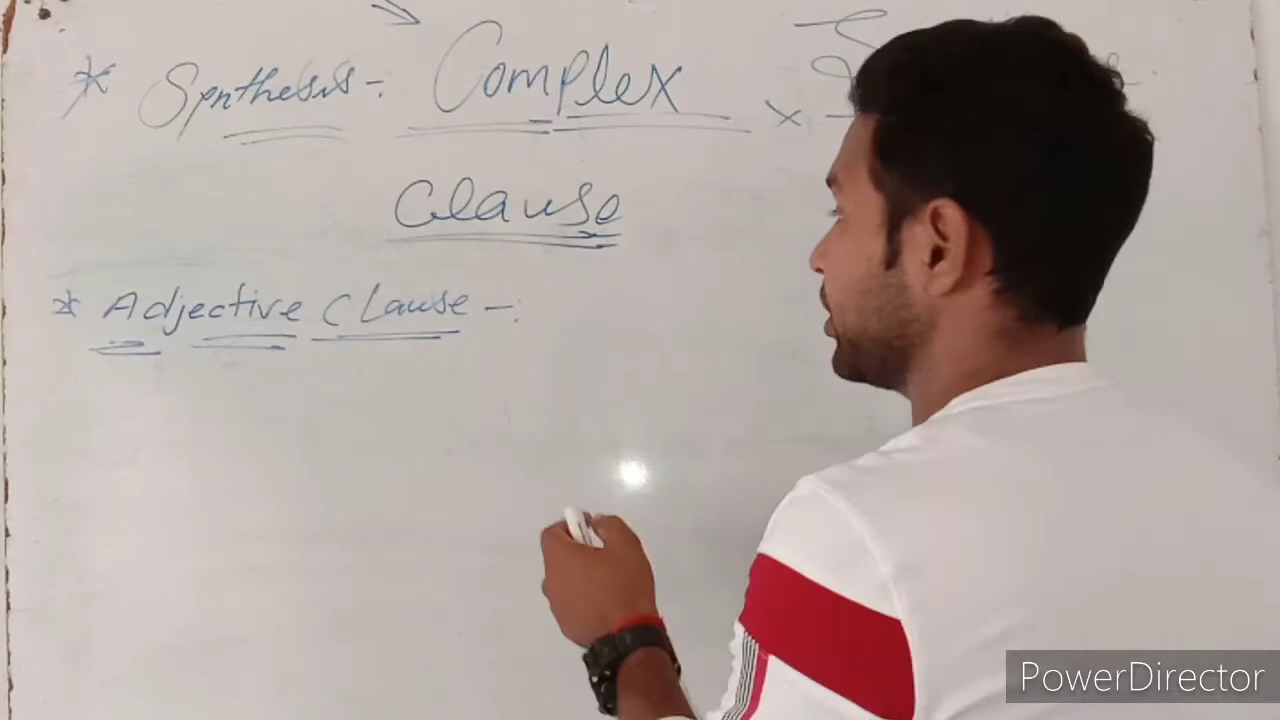 * Synthesis -: Complex
Clause
* Adjective Clause -:
PowerDirector